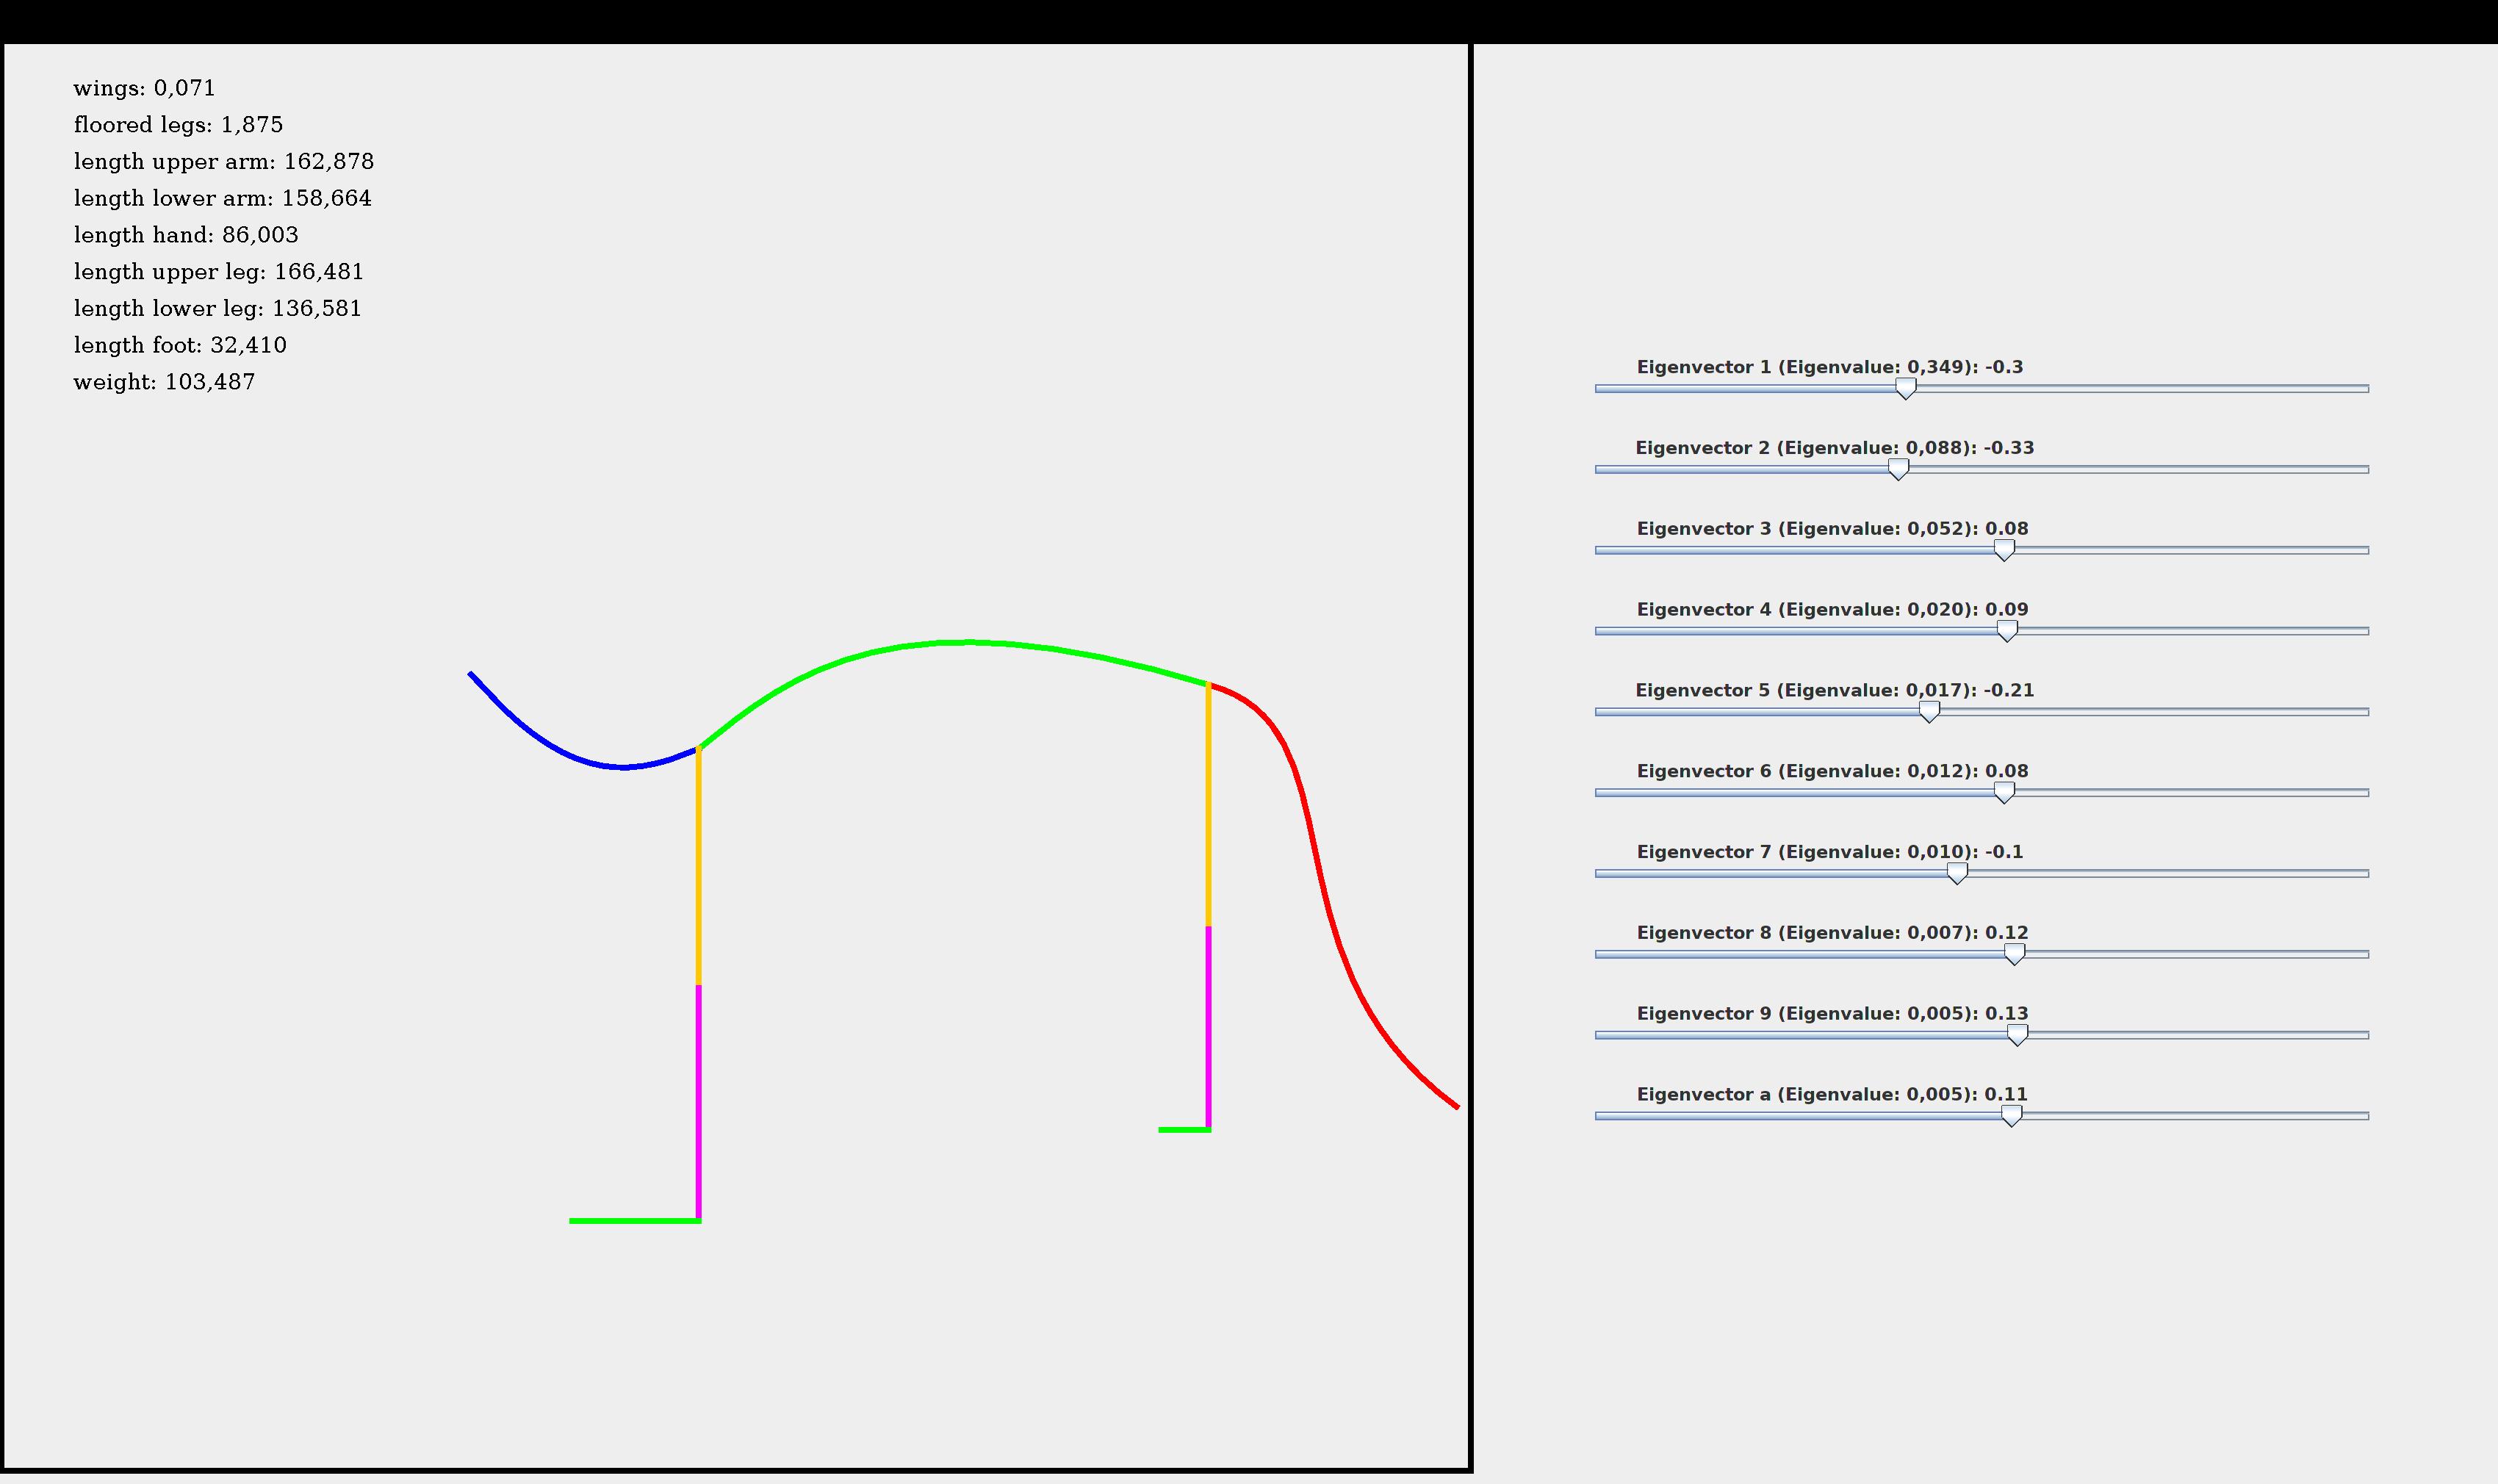 wings: 0,071
floored legs: 1,875
length upper arm: 162,878
length lower arm: 158,664
length hand: 86,003
length upper leg: 166,481
length lower leg: 136,581
length foot: 32,410
weight: 103,487
Eigenvector 1 (Eigenvalue: 0,349): -0.3
Eigenvector 2 (Eigenvalue: 0,088): -0.33
Eigenvector 3 (Eigenvalue: 0,052): 0.08
Eigenvector 4 (Eigenvalue: 0,020): 0.09
Eigenvector 5 (Eigenvalue: 0,017): -0.21
Eigenvector 6 (Eigenvalue: 0,012): 0.08
Eigenvector 7 (Eigenvalue: 0,010): -0.1
Eigenvector 8 (Eigenvalue: 0,007): 0.12
Eigenvector 9 (Eigenvalue: 0,005): 0.13
Eigenvector a (Eigenvalue: 0,005): 0.11